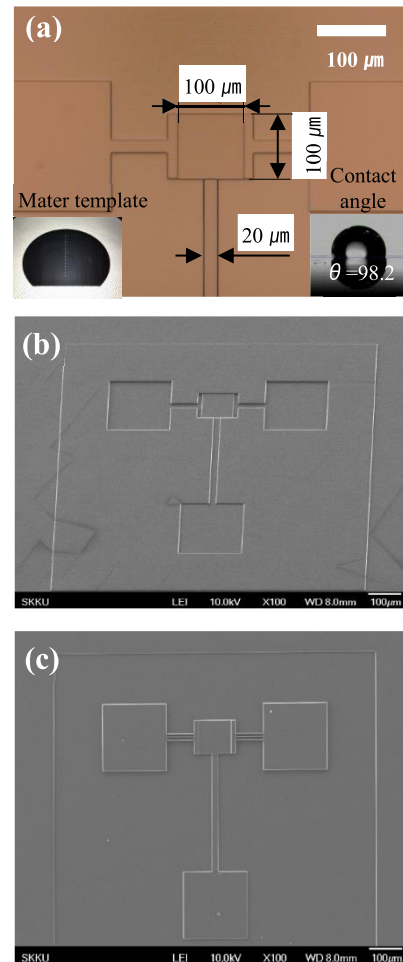 (a)
100 ㎛
100 ㎛
100 ㎛
Mater template
Contact
angle
20 ㎛
θ=98.2
(b)
SKKU LEI 10.0kV X100 WD 8.0mm 100μm
(c)
SKKU LEI 10.0kV X100 WD 8.0mm 100μm